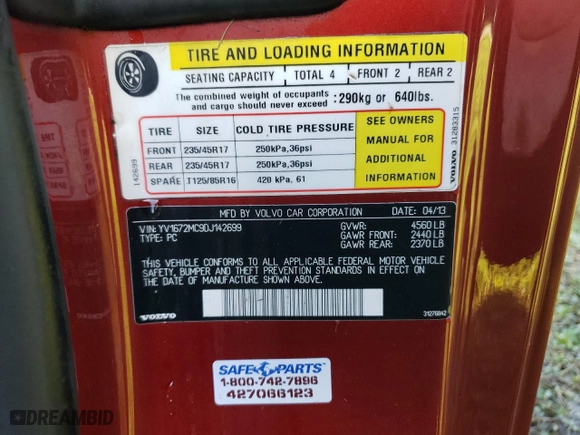 TIRE AND LOADING INFORMATION
SEATING CAPACITY TOTAL 4 FRONT 2 REAR 2
The combined weight of occupants and cargo should never exceed :290kg or 640lbs.
TIRE SIZE COLD TIRE PRESSURE
FRONT 235/45R17 250kPa,36psi
REAR 235/45R17 250kPa,36psi
SPARE T125/85R16 420 kPa, 61
SEE OWNERS
MANUAL FOR
ADDITIONAL
INFORMATION
142699
VOLVO 31283315
MFD BY VOLVO CAR CORPORATION DATE: 04/13
VIN: YV1672MC9DJ142699 GVWR: 4560 LB
TYPE: PC GAWR FRONT: 2440 LB
GAWR REAR: 2370 LB
THIS VEHICLE CONFORMS TO ALL APPLICABLE FEDERAL MOTOR VEHICLE
SAFETY, BUMPER AND THEFT PREVENTION STANDARDS IN EFFECT ON
THE DATE OF MANUFACTURE SHOWN ABOVE.
VOLVO 31276842
SAFE PARTS
1-800-742-7896
427066123
DREAMBID